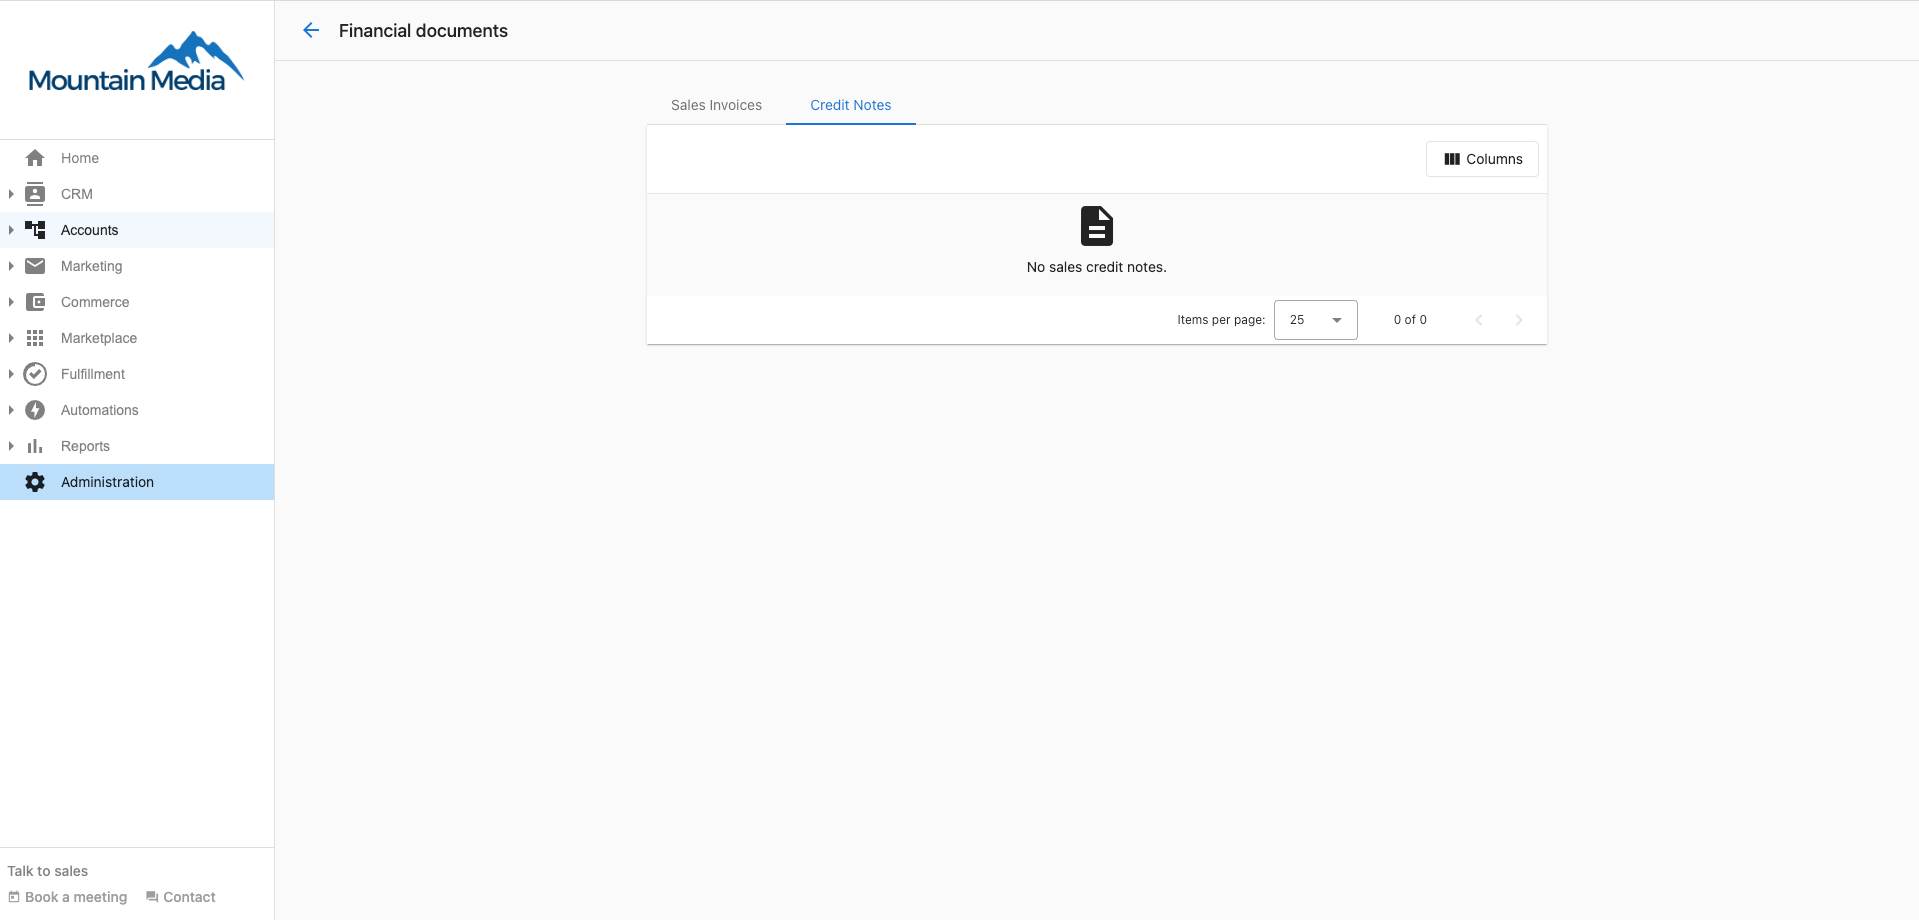 Mountain Media
Home
CRM
Accounts
Marketing
Commerce
Marketplace
Fulfillment
Automations
Reports
Administration
Talk to sales
Book a meeting Contact
Financial documents
Sales Invoices Credit Notes
Columns
No sales credit notes.
Items per page: 25 0 of 0